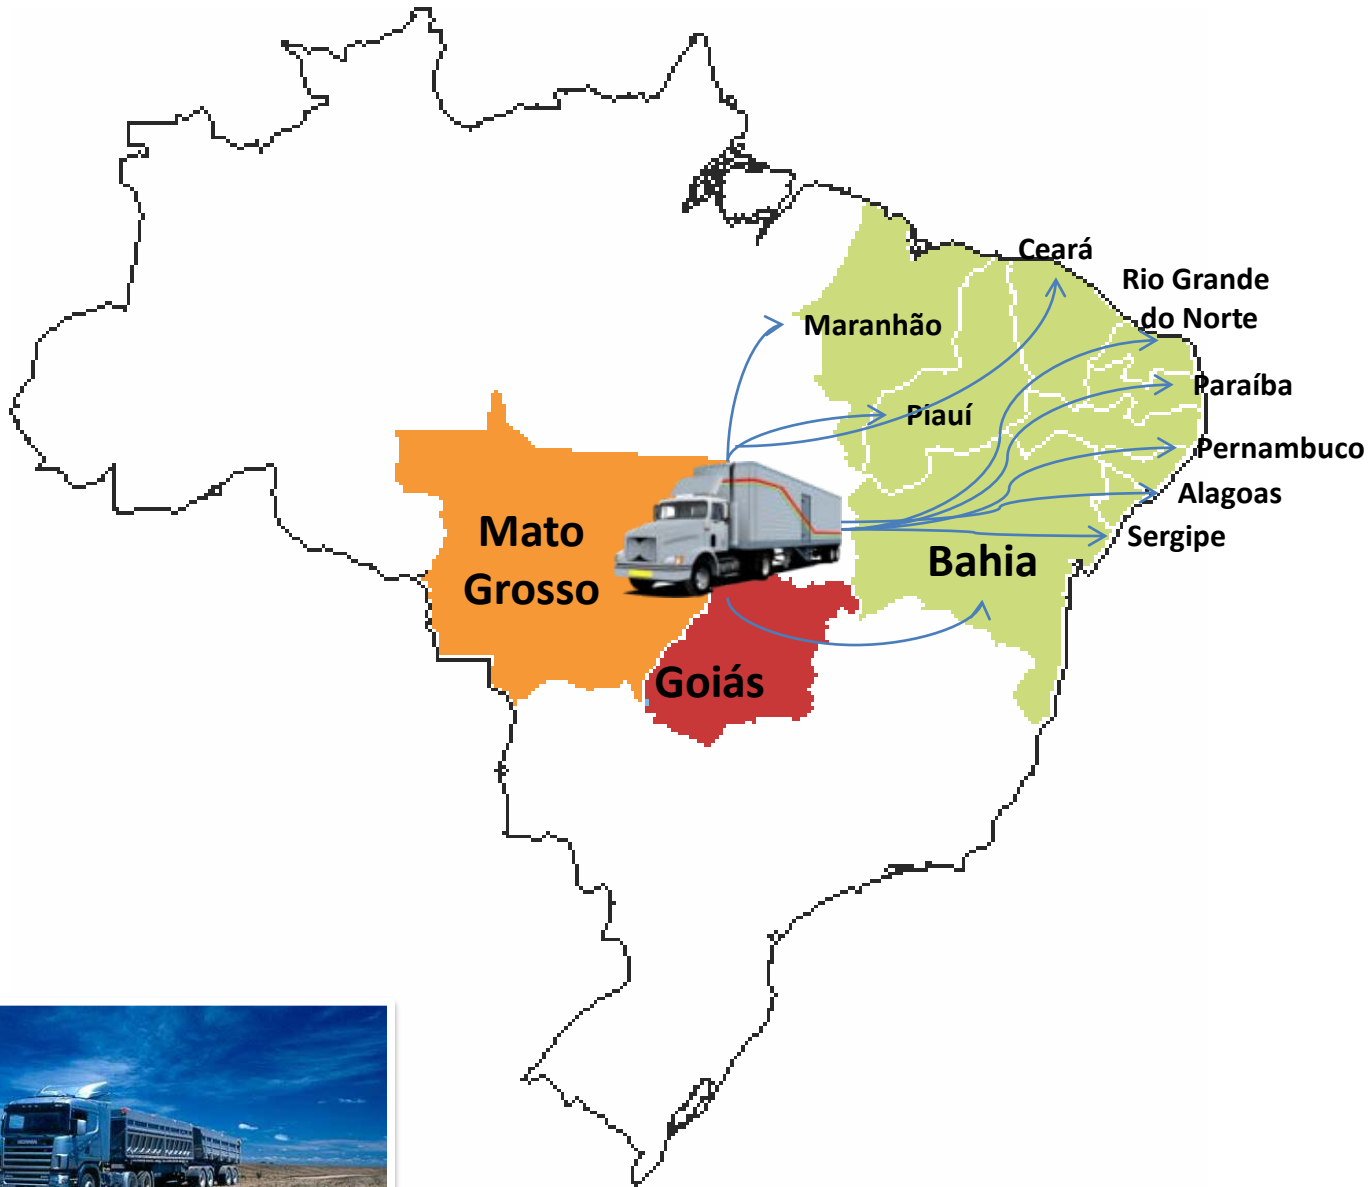 Ceará
Rio Grande
do Norte
Maranhão
Paraíba
Piauí
Pernambuco
Alagoas
Mato
Grosso
Sergipe
Bahia
Goiás